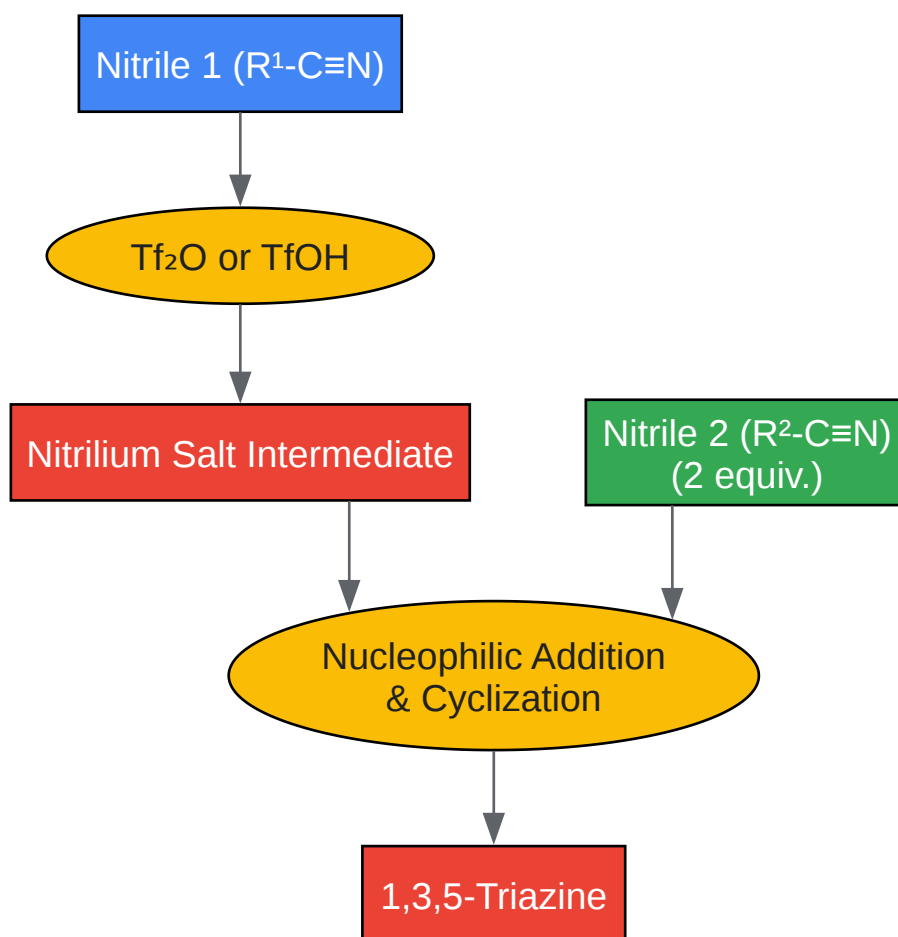 Nitrile 1 (R¹-C≡N)
Tf₂O or TfOH
Nitrilium Salt Intermediate
Nitrile 2 (R²-C≡N)
(2 equiv.)
Nucleophilic Addition
& Cyclization
1,3,5-Triazine